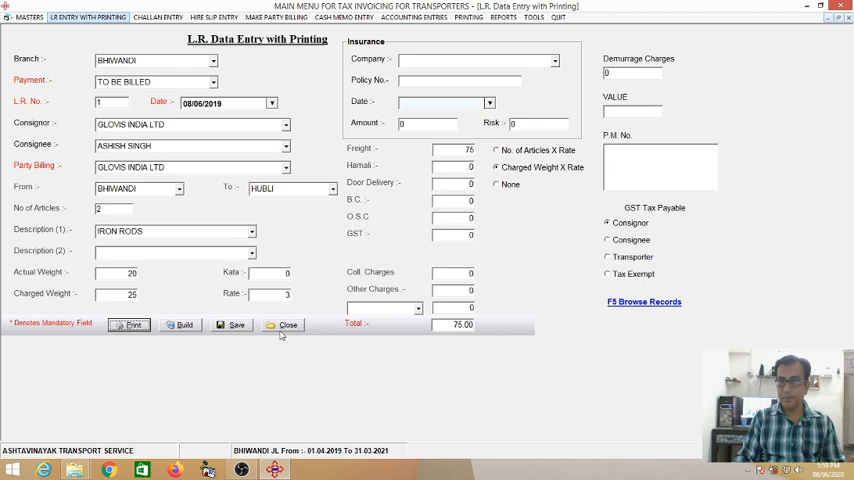 MAIN MENU FOR TAX INVOICING FOR TRANSPORTERS - [L.R. Data Entry with Printing]
MASTERS LR ENTRY WITH PRINTING CHALLAN ENTRY HIRE SLIP ENTRY MAKE PARTY BILLING CASH MEMO ENTRY ACCOUNTING ENTRIES PRINTING REPORTS TOOLS QUIT
L.R. Data Entry with Printing
Branch :- BHIWANDI
Payment :- TO BE BILLED
L.R. No. :- 1 Date :- 08/06/2019
Consignor :- GLOVIS INDIA LTD
Consignee :- ASHISH SINGH
Party Billing :- GLOVIS INDIA LTD
From :- BHIWANDI To :- HUBLI
No of Articles :- 2
Description (1) :- IRON RODS
Description (2) :-
Actual Weight :- 20 Kata :- 0
Charged Weight :- 25 Rate :- 3
* Denotes Mandatory Field Print Build Save Close
Insurance
Company :-
Policy No.-
Date :-
Amount :- 0 Risk :- 0
Freight :- 75
Hamali :- 0
Door Delivery :- 0
B.C. :- 0
O.S.C 0
GST :- 0
Coll. Charges 0
Other Charges :- 0
0
Total :- 75.00
No. of Articles X Rate
Charged Weight X Rate
None
Demurrage Charges
0
VALUE
P.M. No.
GST Tax Payable
Consignor
Consignee
Transporter
Tax Exempt
F5 Browse Records
ASHTAVINAYAK TRANSPORT SERVICE BHIWANDI JL From :- 01-04-2019 To 31-03-2021
5:59 PM
08/06/2020